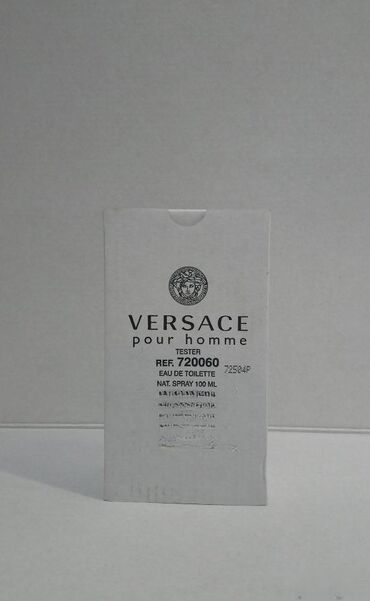 VERSACE
pour homme
TESTER
REF. 720060
72504P
EAU DE TOILETTE
NAT. SPRAY 100 ML